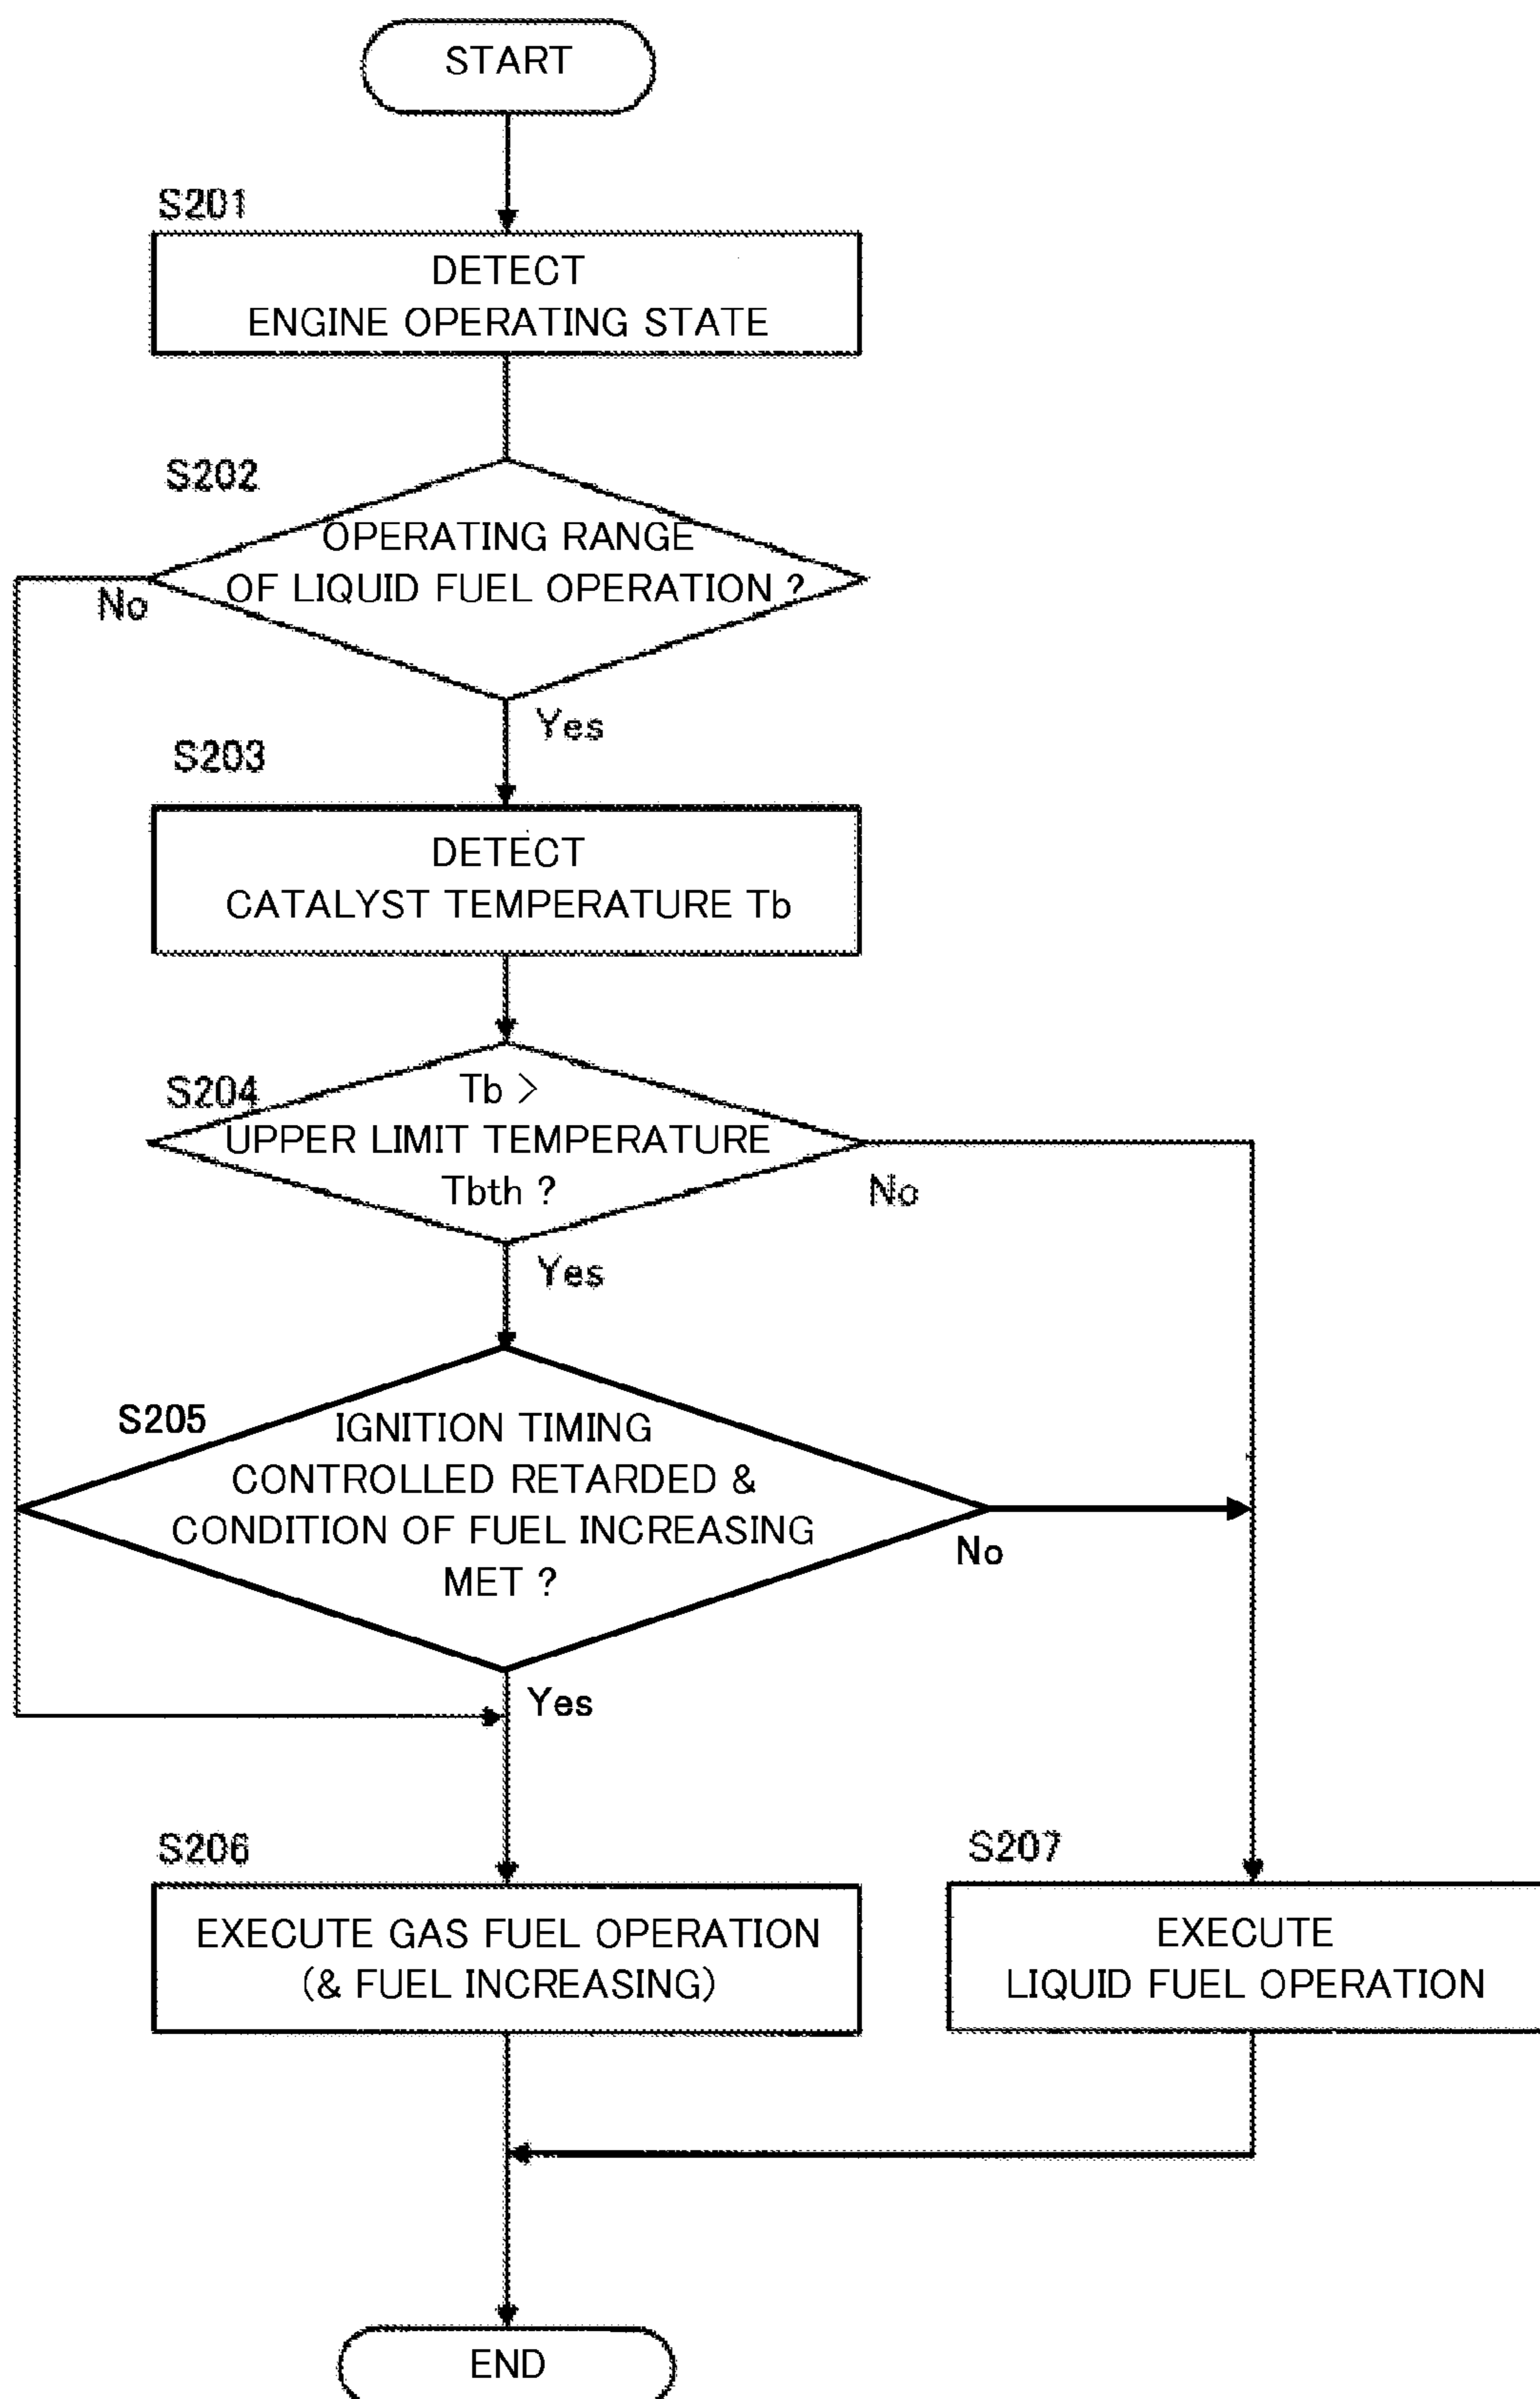 START
S201
DETECT
ENGINE OPERATING STATE
S202
OPERATING RANGE
OF LIQUID FUEL OPERATION ?
No
Yes
S203
DETECT
CATALYST TEMPERATURE Tb
S204
Tb >
UPPER LIMIT TEMPERATURE
Tbth ?
No
Yes
S205
IGNITION TIMING
CONTROLLED RETARDED &
CONDITION OF FUEL INCREASING
MET ?
No
Yes
S206
EXECUTE GAS FUEL OPERATION
(& FUEL INCREASING)
S207
EXECUTE
LIQUID FUEL OPERATION
END